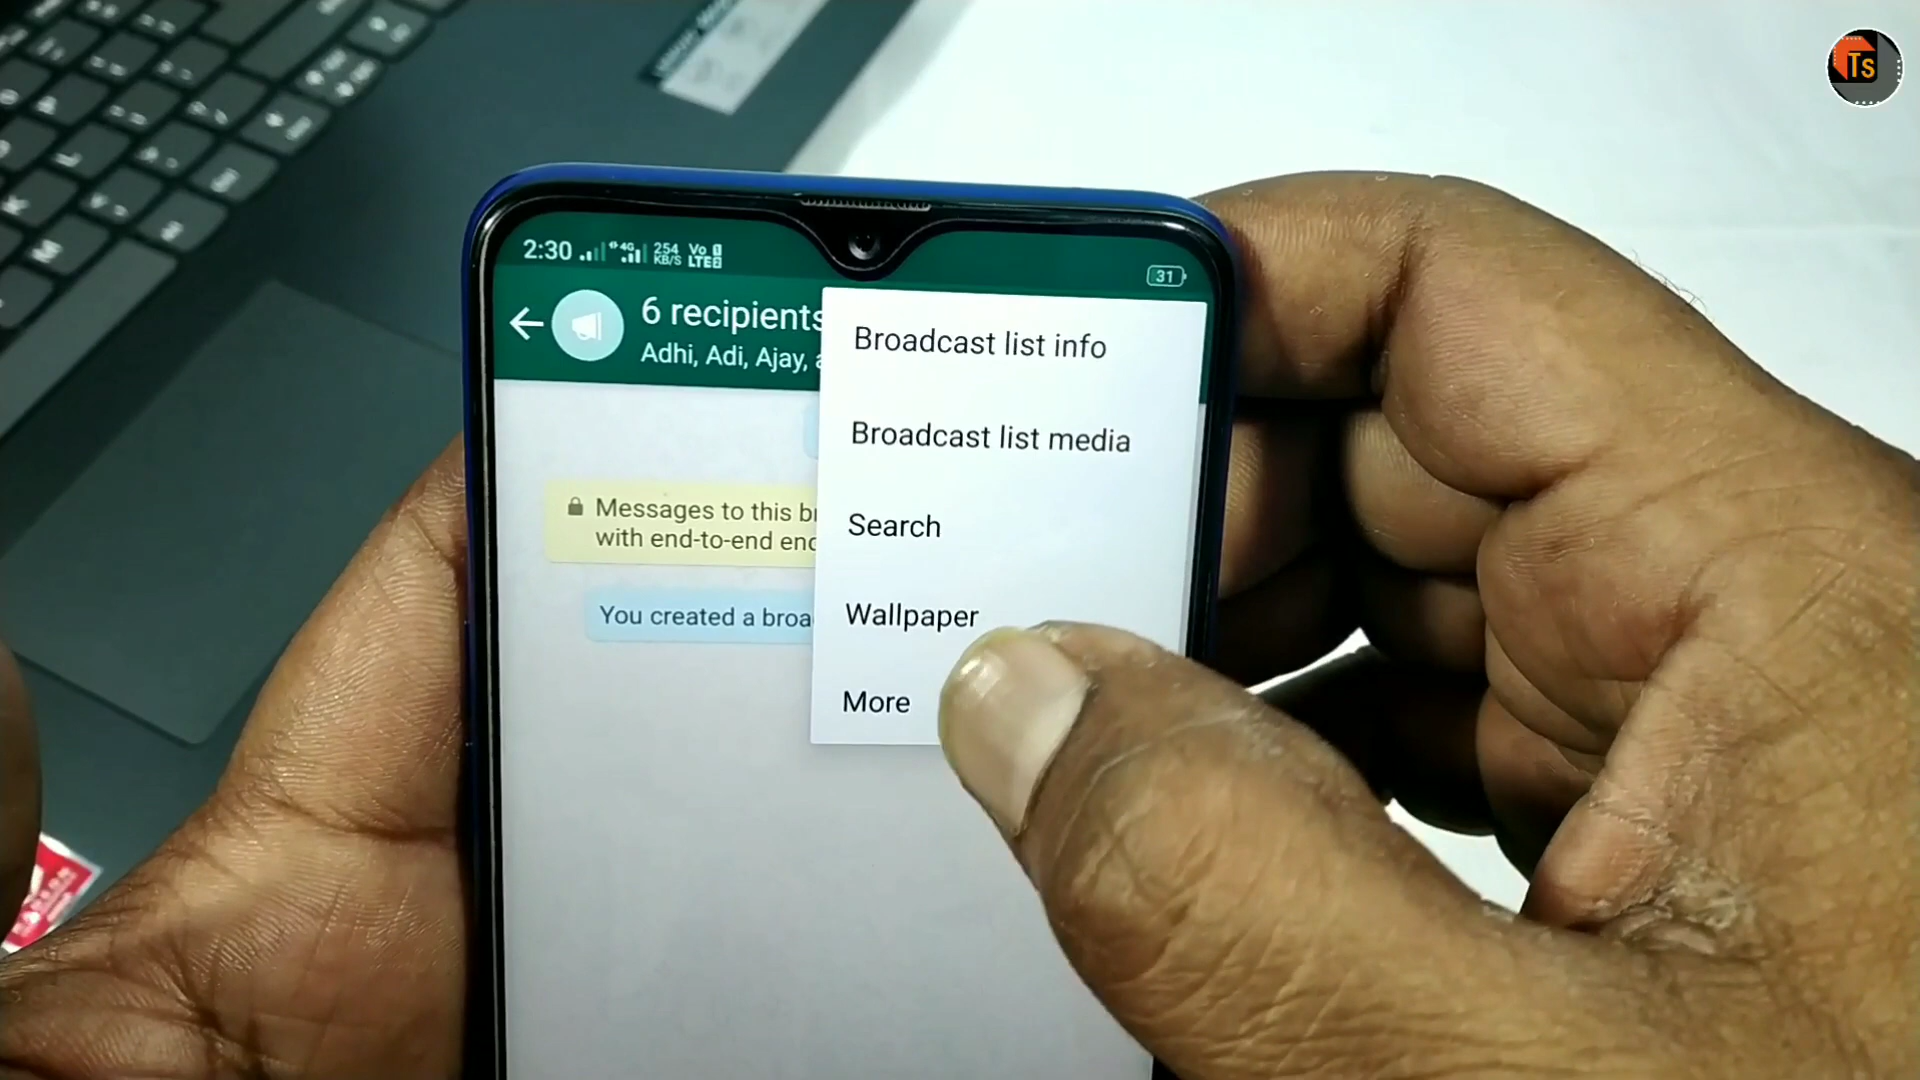 Ts
2:30 4G 254 KB/S Vo LTE
31
6 recipients
Adhi, Adi, Ajay,
Broadcast list info
Broadcast list media
Messages to this
with end-to-end
Search
You created a
Wallpaper
More